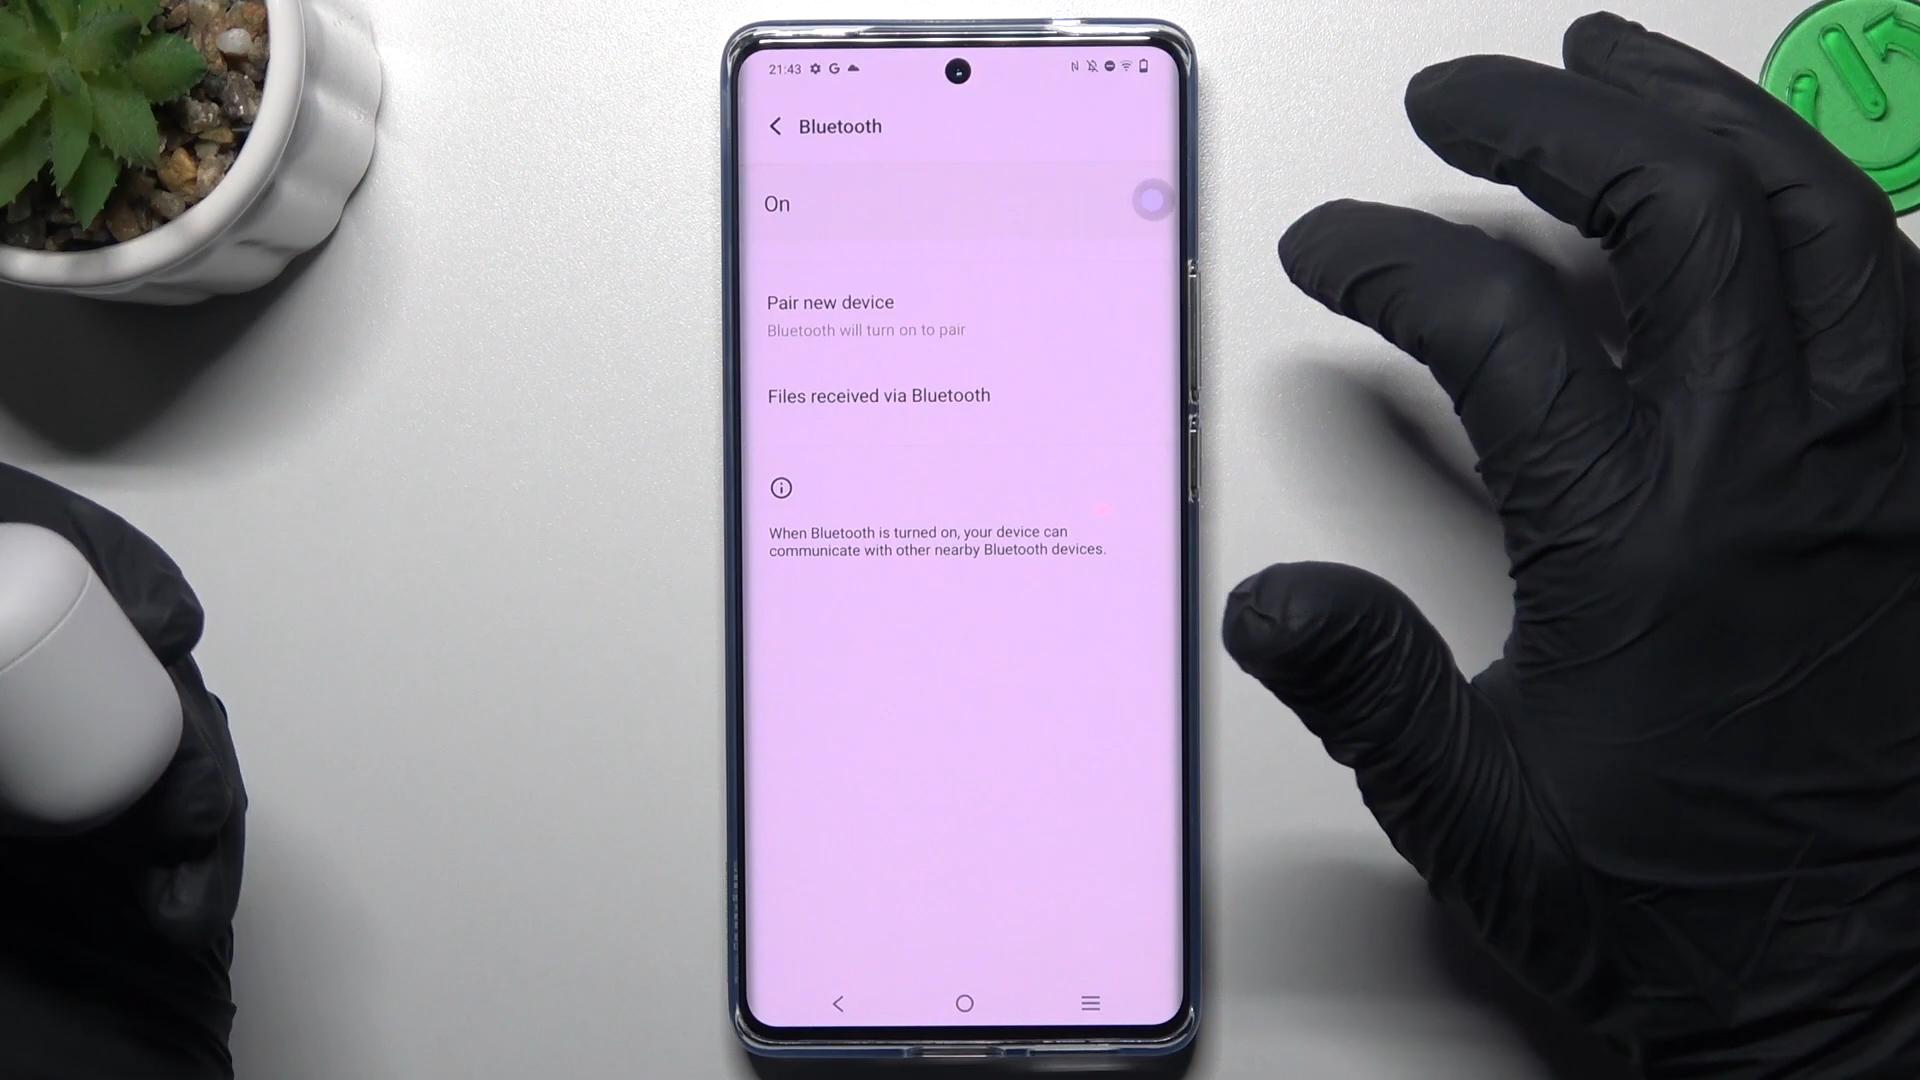 21:43
Bluetooth
On
Pair new device
Bluetooth will turn on to pair
Files received via Bluetooth
When Bluetooth is turned on, your device can
communicate with other nearby Bluetooth devices.